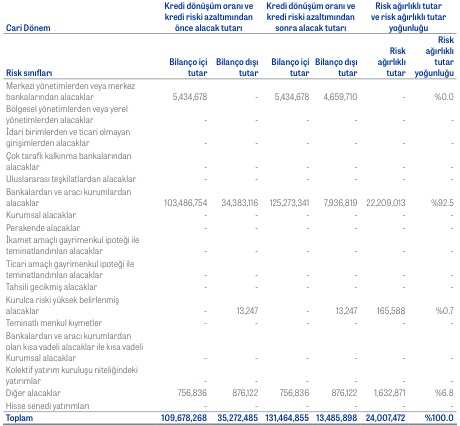 Cari Dönem
Kredi dönüşüm oranı ve
kredi riski azaltımından
önce alacak tutarı
Kredi dönüşüm oranı ve
kredi riski azaltımından
sonra alacak tutarı
Risk ağırlıklı tutar
ve risk ağırlıklı tutar
yoğunluğu
Risk sınıfları
Bilanço içi
tutar
Bilanço dışı
tutar
Bilanço içi
tutar
Bilanço dışı
tutar
Risk
ağırlıklı
tutar
Risk
ağırlıklı
tutar
yoğunluğu
Merkezi yönetimlerden veya merkez
bankalarından alacaklar 5,434,678 - 5,434,678 4,659,710 - %0.0
Bölgesel yönetimlerden veya yerel
yönetimlerden alacaklar - - - - - -
İdari birimlerden ve ticari olmayan
girişimlerden alacaklar - - - - - -
Çok taraflı kalkınma bankalarından
alacaklar - - - - - -
Uluslararası teşkilatlardan alacaklar - - - - - -
Bankalardan ve aracı kurumlardan
alacaklar 103,486,754 34,383,116 125,273,341 7,936,819 22,209,013 %92.5
Kurumsal alacaklar - - - - - -
Perakende alacaklar - - - - - -
İkamet amaçlı gayrimenkul ipoteği ile
teminatlandırılan alacaklar - - - - - -
Ticari amaçlı gayrimenkul ipoteği ile
teminatlandırılan alacaklar - - - - - -
Tahsili gecikmiş alacaklar - - - - - -
Kurulca riski yüksek belirlenmiş
alacaklar - 13,247 - 13,247 165,588 %0.7
Teminatlı menkul kıymetler - - - - - -
Bankalardan ve aracı kurumlardan
olan kısa vadeli alacaklar ile kısa vadeli
Kurumsal alacaklar - - - - - -
Kolektif yatırım kuruluşu niteliğindeki
yatırımlar - - - - - -
Diğer alacaklar 756,836 876,122 756,836 876,122 1,632,871 %6.8
Hisse senedi yatırımları - - - - - -
Toplam 109,678,268 35,272,485 131,464,855 13,485,898 24,007,472 %100.0